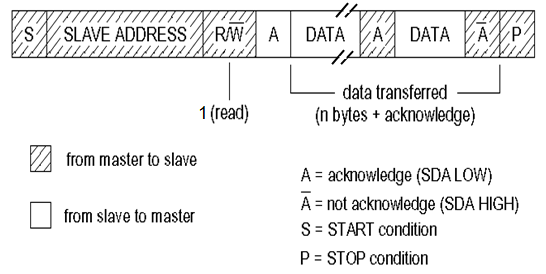 S SLAVE ADDRESS R/W̅ A DATA A DATA A̅ P
data transferred
1 (read)
(n bytes + acknowledge)
from master to slave
A = acknowledge (SDA LOW)
A̅ = not acknowledge (SDA HIGH)
from slave to master
S = START condition
P = STOP condition